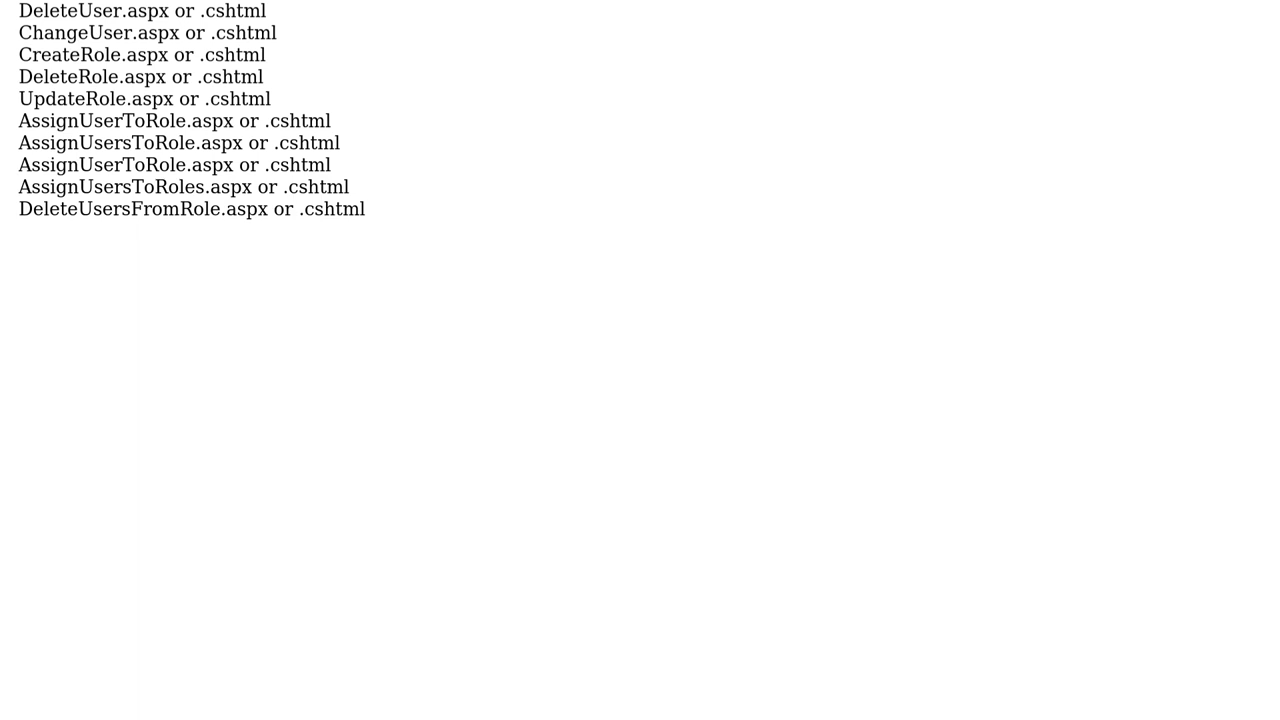 DeleteUser.aspx or .cshtml
ChangeUser.aspx or .cshtml
CreateRole.aspx or .cshtml
DeleteRole.aspx or .cshtml
UpdateRole.aspx or .cshtml
AssignUserToRole.aspx or .cshtml
AssignUsersToRole.aspx or .cshtml
AssignUserToRole.aspx or .cshtml
AssignUsersToRoles.aspx or .cshtml
DeleteUsersFromRole.aspx or .cshtml